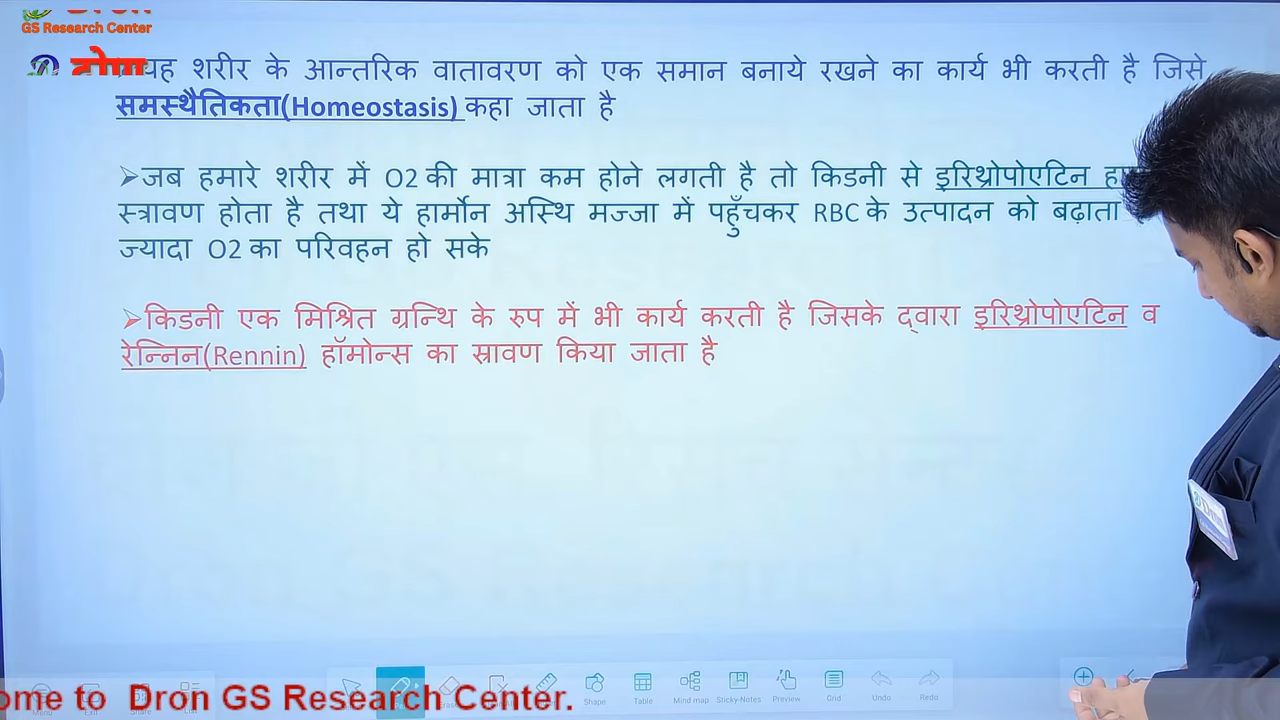 GS Research Center
यह शरीर के आन्तरिक वातावरण को एक समान बनाये रखने का कार्य भी करती है जिसे
समस्थैतिकता(Homeostasis) कहा जाता है
➢जब हमारे शरीर में O2 की मात्रा कम होने लगती है तो किडनी से इरिथ्रोपोएटिन
स्त्रावण होता है तथा ये हार्मोन अस्थि मज्जा में पहुँचकर RBC के उत्पादन को बढ़ाता
ज्यादा O2 का परिवहन हो सके
➢किडनी एक मिश्रित ग्रन्थि के रुप में भी कार्य करती है जिसके द्वारा इरिथ्रोपोएटिन व
रेन्निन(Rennin) हॉमोन्स का स्रावण किया जाता है
Shape Table Mind map Sticky-Notes Preview Grid Undo Redo
ome to Dron GS Research Center.